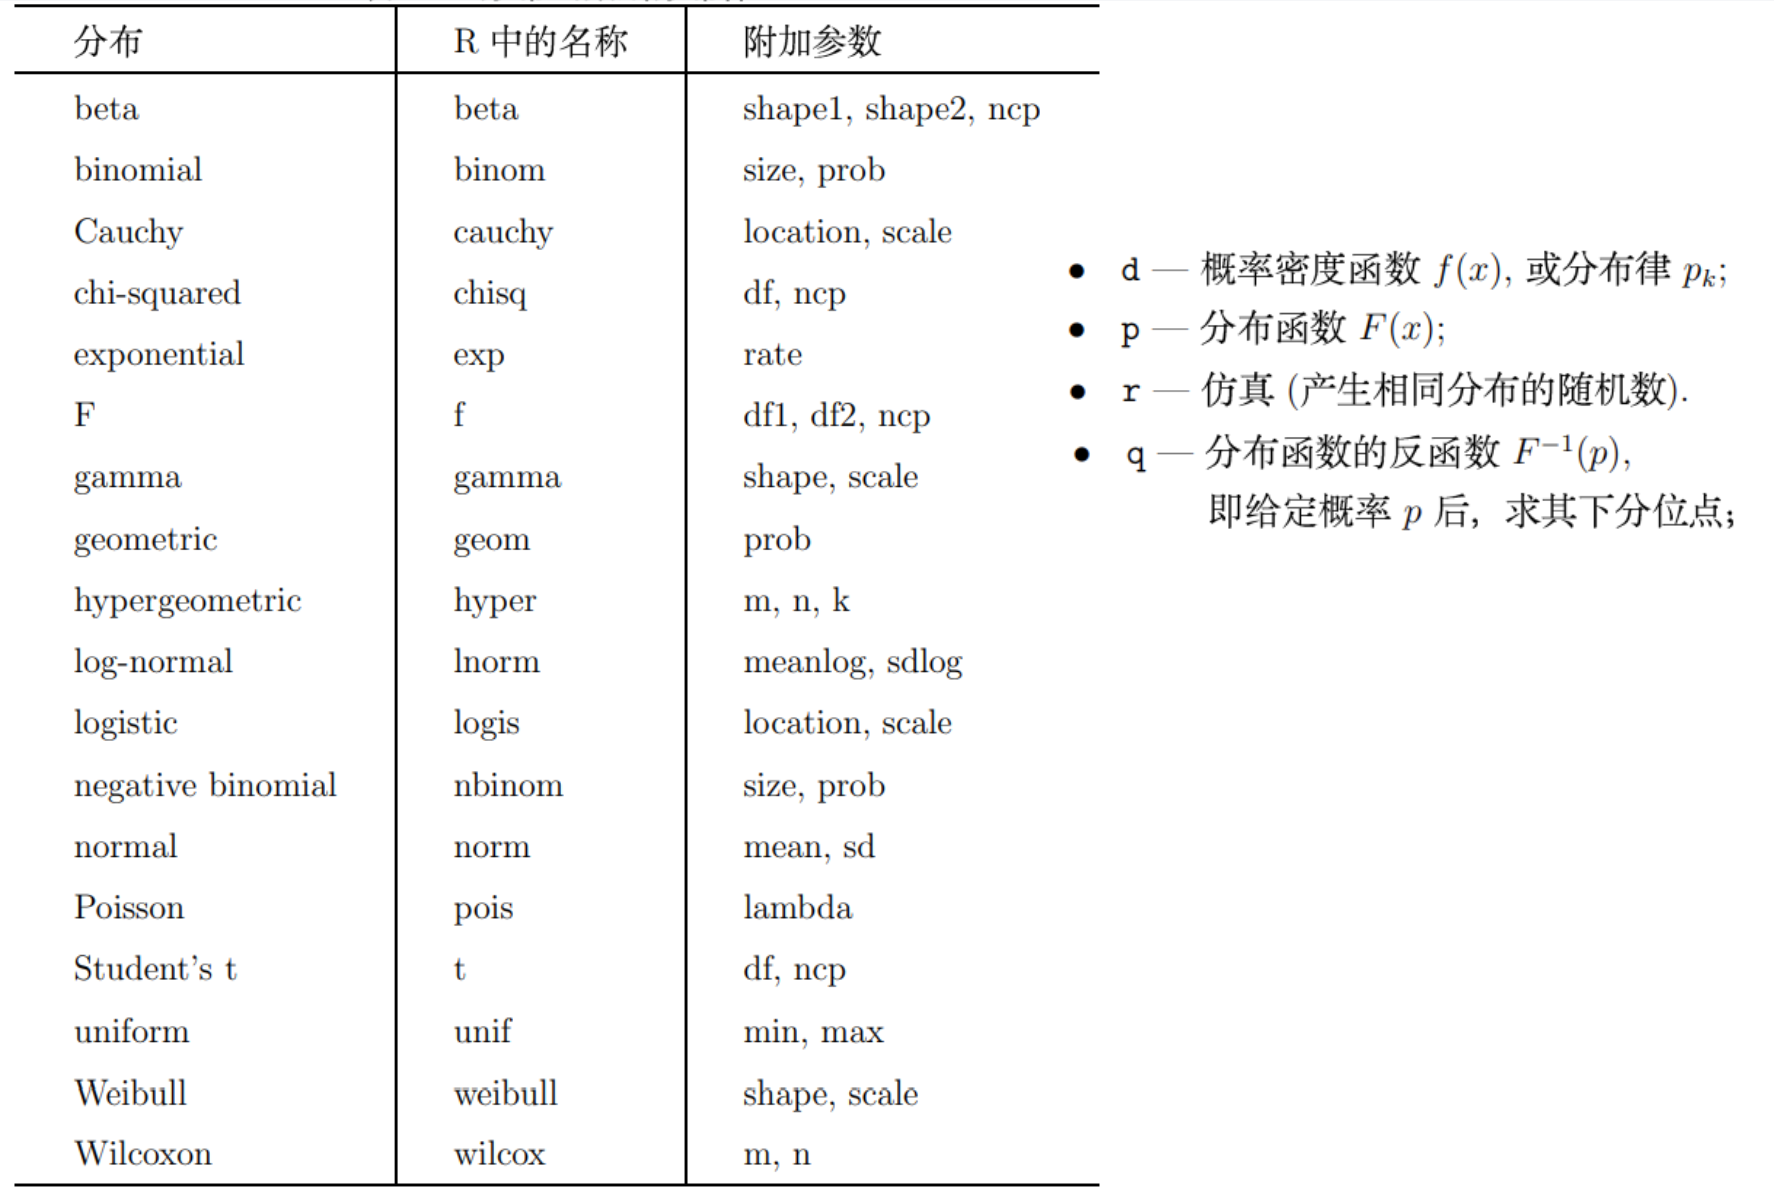 分布 R 中的名称 附加参数
beta beta shape1, shape2, ncp
binomial binom size, prob
Cauchy cauchy location, scale
chi-squared chisq df, ncp
exponential exp rate
F f df1, df2, ncp
gamma gamma shape, scale
geometric geom prob
hypergeometric hyper m, n, k
log-normal lnorm meanlog, sdlog
logistic logis location, scale
negative binomial nbinom size, prob
normal norm mean, sd
Poisson pois lambda
Student's t t df, ncp
uniform unif min, max
Weibull weibull shape, scale
Wilcoxon wilcox m, n
• d — 概率密度函数 f(x), 或分布律 pₖ;
• p — 分布函数 F(x);
• r — 仿真 (产生相同分布的随机数).
• q — 分布函数的反函数 F⁻¹(p),
即给定概率 p 后, 求其下分位点;